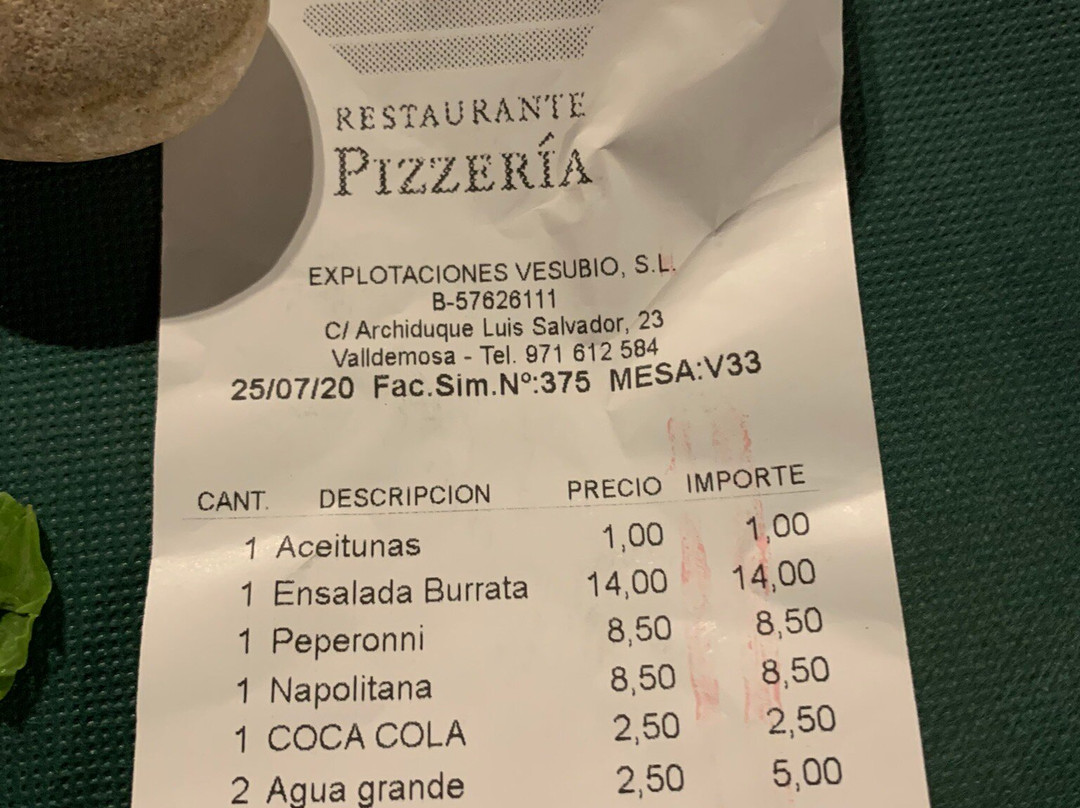 RESTAURANTE
PIZZERÍA
EXPLOTACIONES VESUBIO, S.L.
B-57626111
C/ Archiduque Luis Salvador, 23
Valldemosa - Tel. 971 612 584
25/07/20 Fac.Sim.Nº:375 MESA:V33
CANT. DESCRIPCION PRECIO IMPORTE
1 Aceitunas 1,00 1,00
1 Ensalada Burrata 14,00 14,00
1 Peperonni 8,50 8,50
1 Napolitana 8,50 8,50
1 COCA COLA 2,50 2,50
2 Agua grande 2,50 5,00